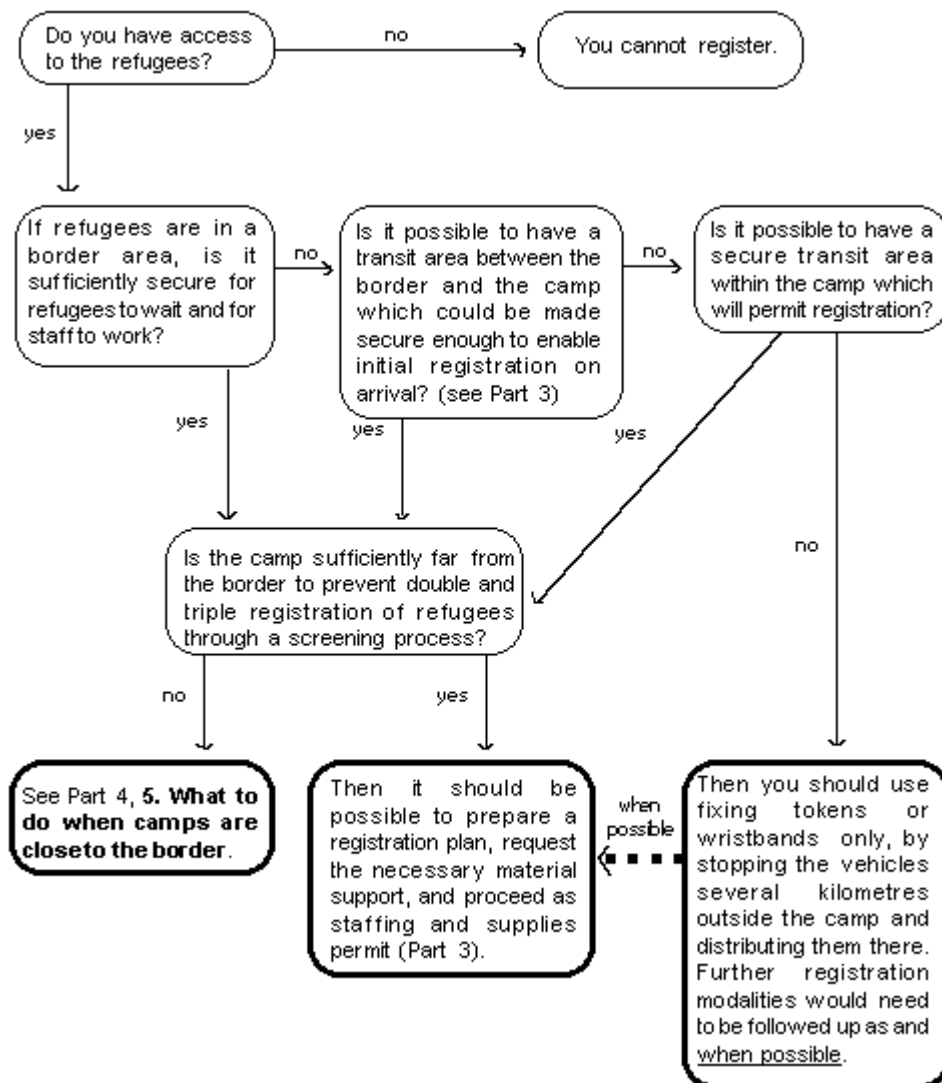 Do you have access
to the refugees?
no
You cannot register.
yes
If refugees are in a
border area, is it
sufficiently secure for
refugees to wait and for
staff to work?
no
Is it possible to have a
transit area between the
border and the camp
which could be made
secure enough to enable
initial registration on
arrival? (see Part 3)
no
Is it possible to have a
secure transit area
within the camp which
will permit registration?
yes
yes
yes
no
Is the camp sufficiently far from
the border to prevent double and
triple registration of refugees
through a screening process?
no
yes
See Part 4, 5. What to
do when camps are
closeto the border.
Then it should be
possible to prepare a
registration plan, request
the necessary material
support, and proceed as
staffing and supplies
permit (Part 3).
when
possible
Then you should use
fixing tokens or
wristbands only, by
stopping the vehicles
several kilometres
outside the camp and
distributing them there.
Further registration
modalities would need
to be followed up as and
when possible.